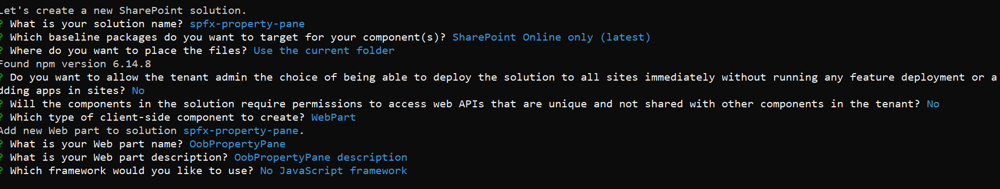 Let's create a new SharePoint solution.
? What is your solution name? spfx-property-pane
? Which baseline packages do you want to target for your component(s)? SharePoint Online only (latest)
? Where do you want to place the files? Use the current folder
Found npm version 6.14.8
? Do you want to allow the tenant admin the choice of being able to deploy the solution to all sites immediately without running any feature deployment or a
dding apps in sites? No
? Will the components in the solution require permissions to access web APIs that are unique and not shared with other components in the tenant? No
? Which type of client-side component to create? WebPart
Add new Web part to solution spfx-property-pane.
? What is your Web part name? OobPropertyPane
? What is your Web part description? OobPropertyPane description
? Which framework would you like to use? No JavaScript framework